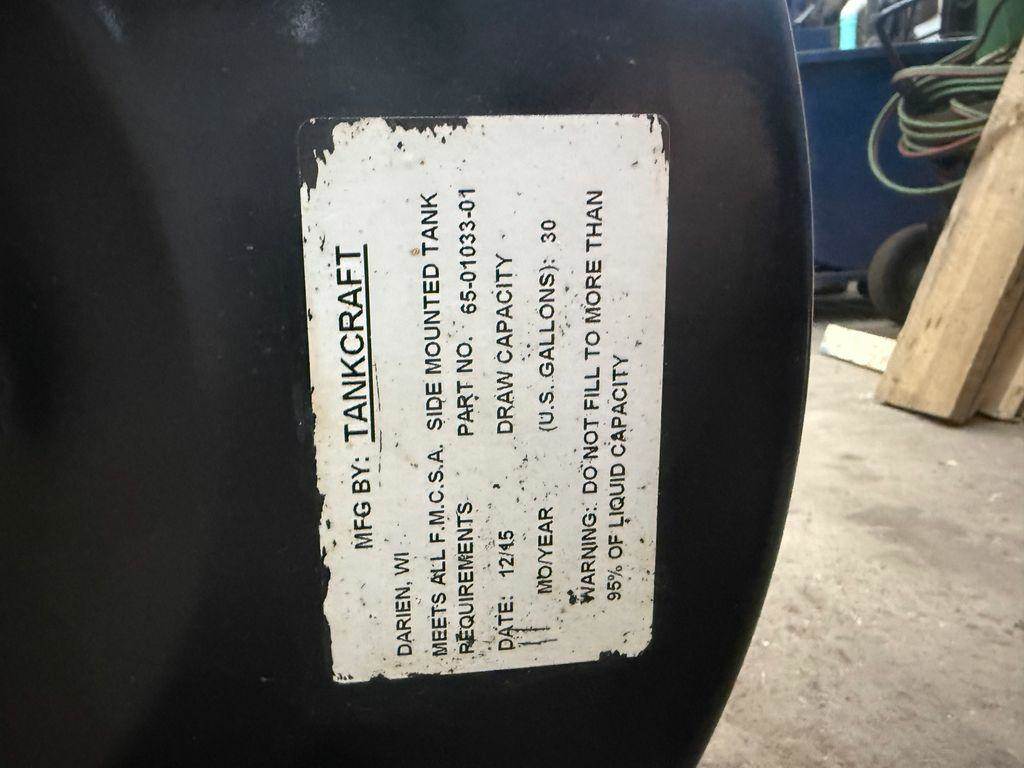 MFG BY: TANKCRAFT
DARIEN, WI
MEETS ALL F.M.C.S.A. SIDE MOUNTED TANK
REQUIREMENTS PART NO. 65-01033-01
DATE: 12/15 DRAW CAPACITY
MO/YEAR (U.S. GALLONS): 30
WARNING: DO NOT FILL TO MORE THAN
95% OF LIQUID CAPACITY